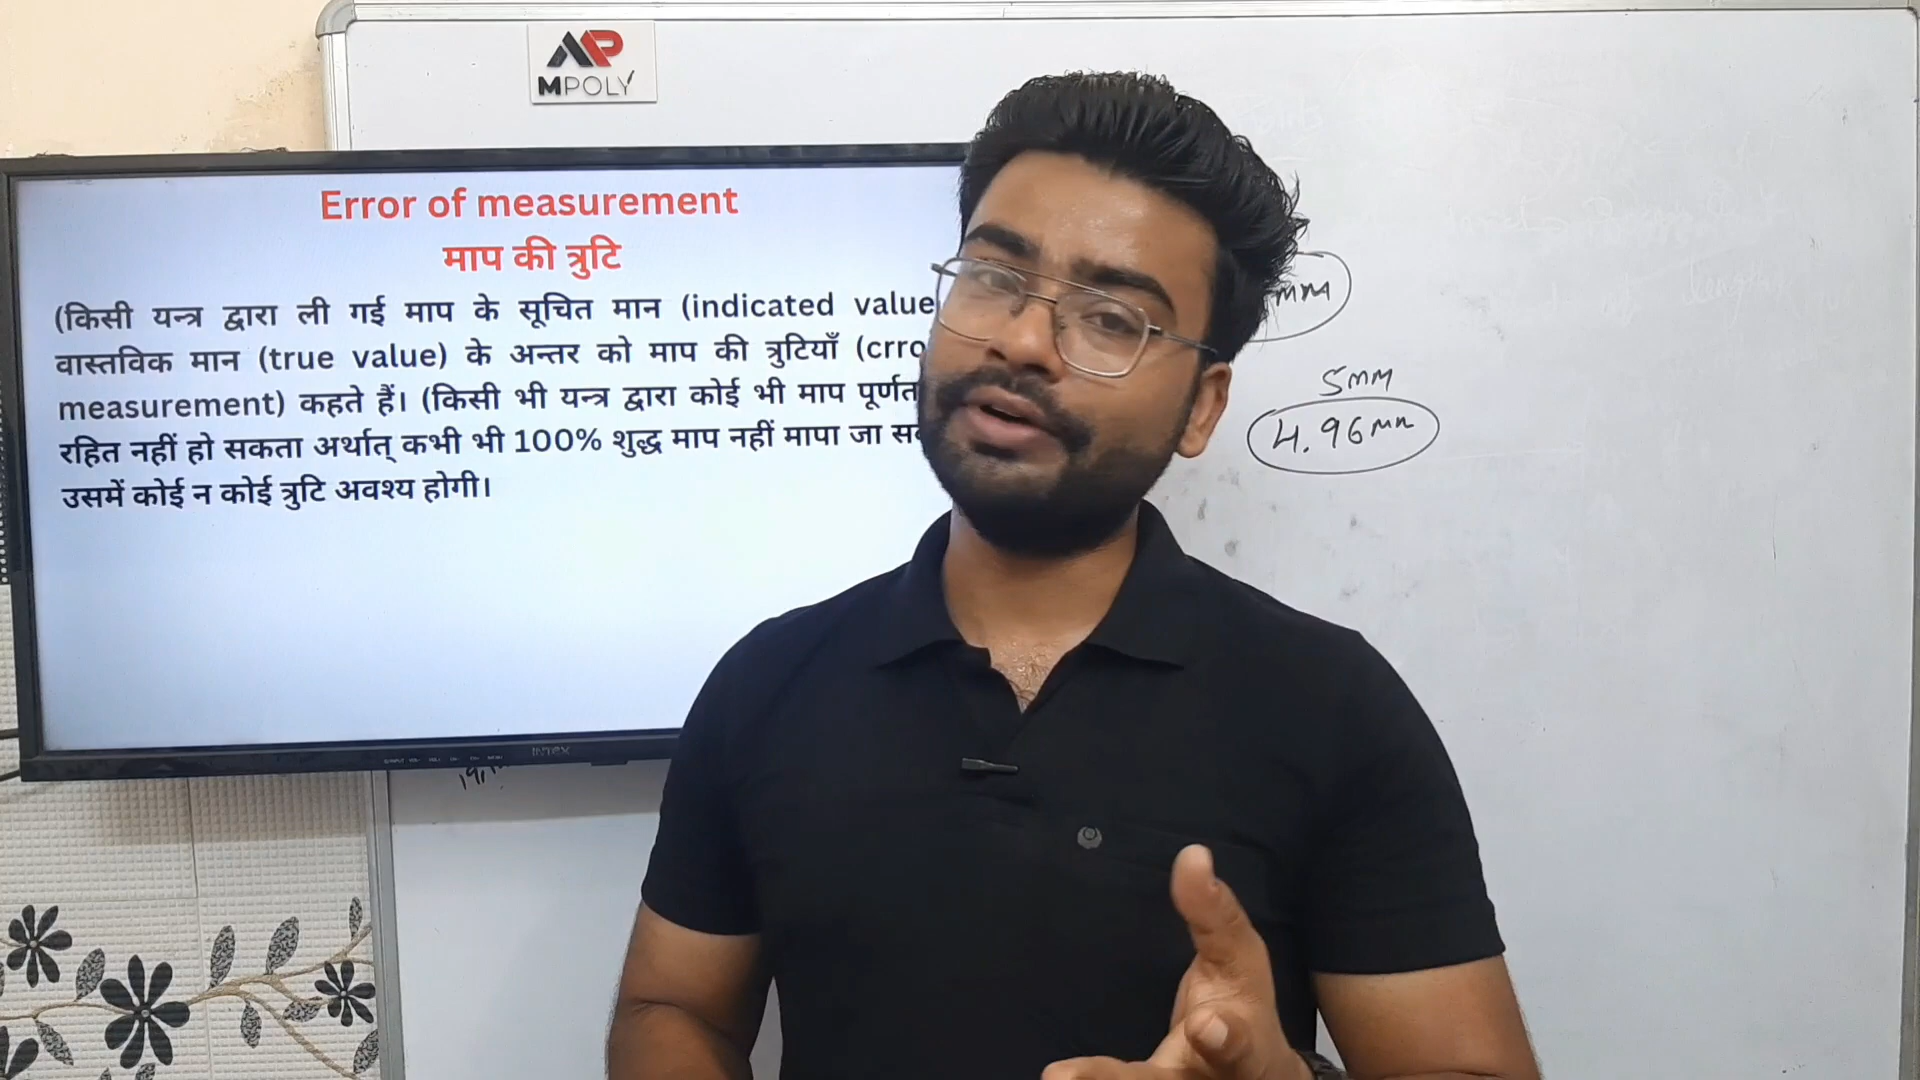 MPOLY
Error of measurement
माप की त्रुटि
(किसी यन्त्र द्वारा ली गई माप के सूचित मान (indicated value
वास्तविक मान (true value) के अन्तर को माप की त्रुटियाँ (crro
measurement) कहते हैं। (किसी भी यन्त्र द्वारा कोई भी माप पूर्णत
रहित नहीं हो सकता अर्थात् कभी भी 100% शुद्ध माप नहीं मापा जा
उसमें कोई न कोई त्रुटि अवश्य होगी।
INTEX
mm
5mm
4.96mm